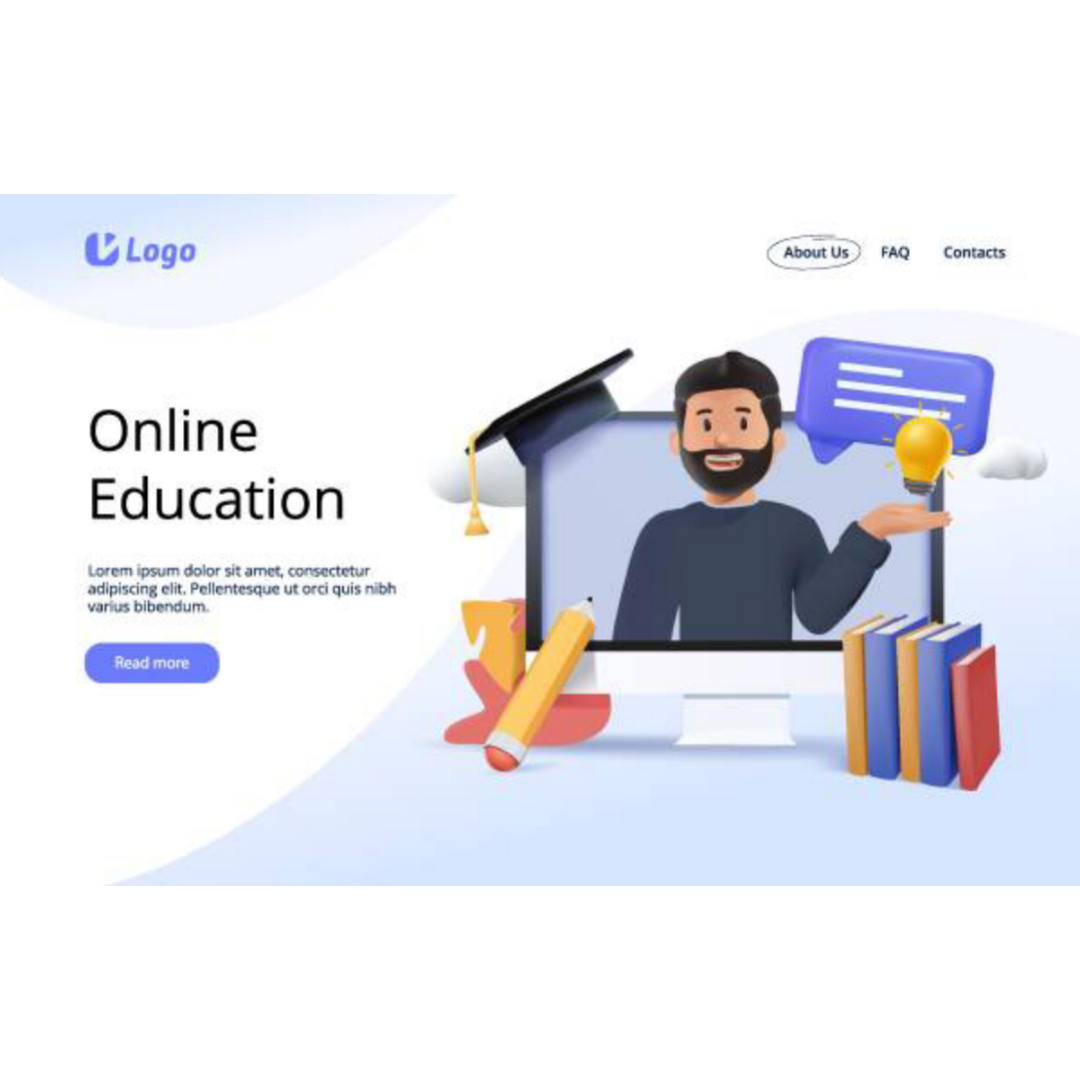 Logo
About Us
FAQ
Contacts
Online
Education
Lorem ipsum dolor sit amet, consectetur
adipiscing elit. Pellentesque ut orci quis nibh
varius bibendum.
Read more